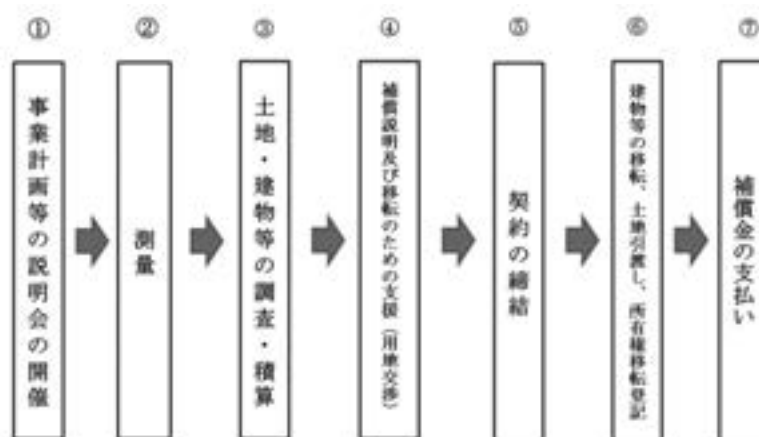 ①
事業計画等の説明会の開催
②
測量
③
土地・建物等の調査・積算
④
補償説明及び移転のための支援（用地交渉）
⑤
契約の締結
⑥
建物等の移転、土地引渡し、所有権移転登記
⑦
補償金の支払い